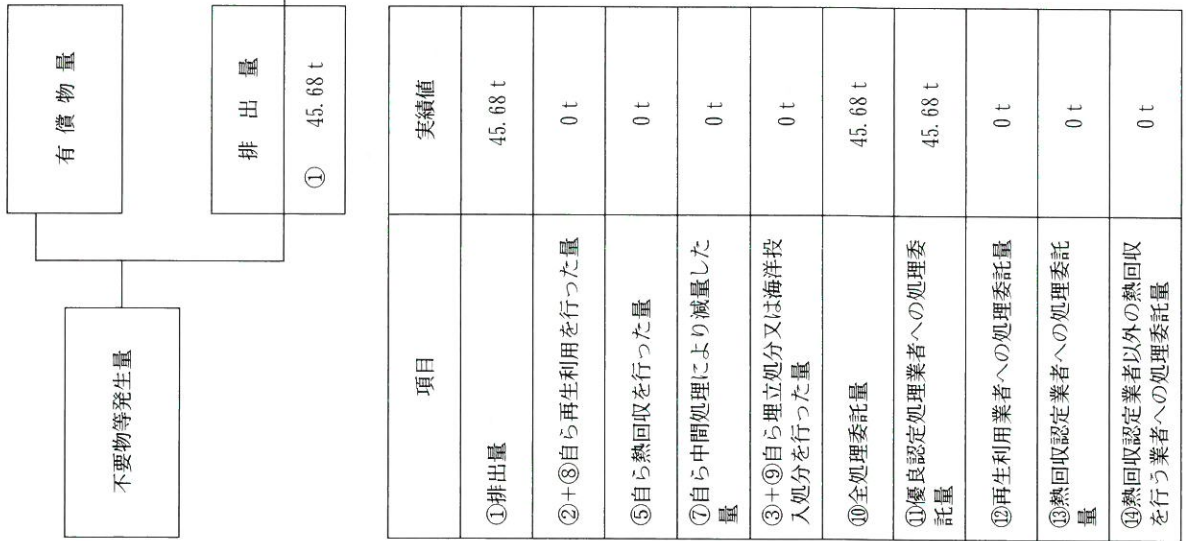 不要物等発生量
有償物量
排出量
① 45.68 t
項目 実績値
①排出量 45.68 t
②+⑧自ら再生利用を行った量 0 t
⑤自ら熱回収を行った量 0 t
⑦自ら中間処理により減量した
量 0 t
③+⑨自ら埋立処分又は海洋投
入処分を行った量 0 t
⑩全処理委託量 45.68 t
⑪優良認定処理業者への処理委
託量 45.68 t
⑫再生利用業者への処理委託量 0 t
⑬熱回収認定業者への処理委託
量 0 t
⑭熱回収認定業者以外の熱回収
を行う業者への処理委託量 0 t